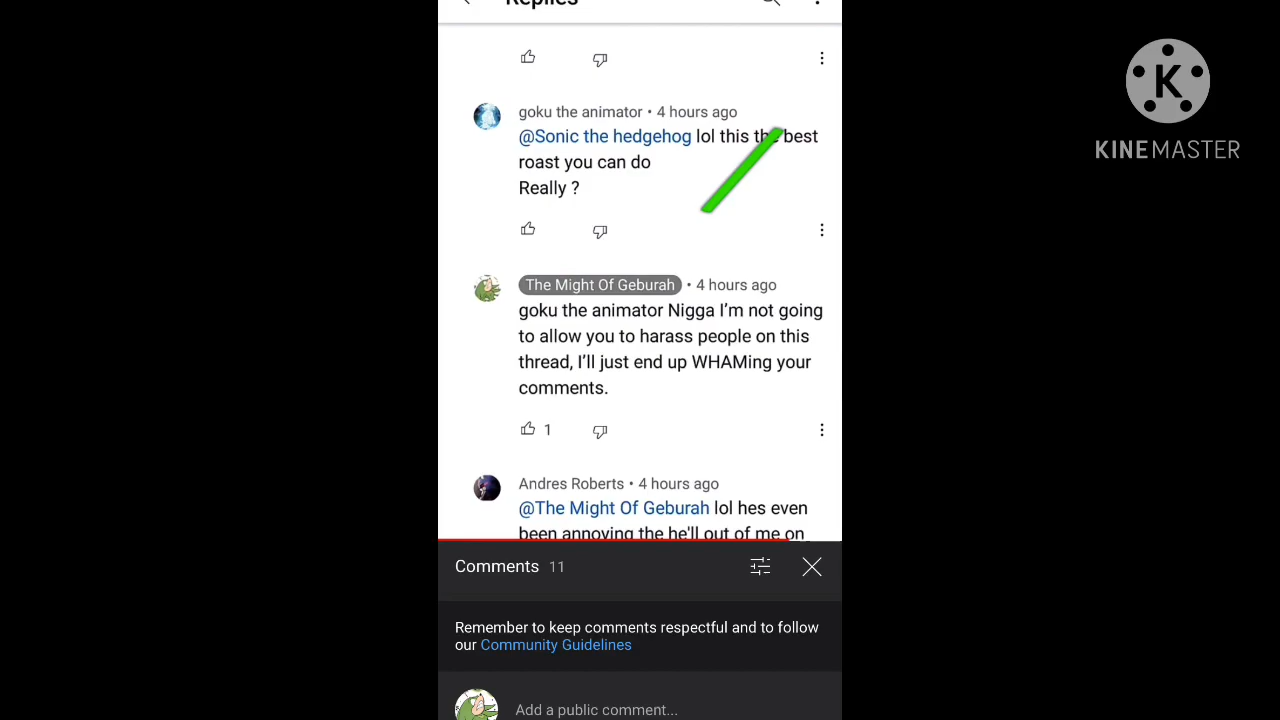 Replies
goku the animator • 4 hours ago
@Sonic the hedgehog lol this the best
roast you can do
Really ?
The Might Of Geburah • 4 hours ago
goku the animator Nigga I’m not going
to allow you to harass people on this
thread, I’ll just end up WHAMing your
comments.
1
Andres Roberts • 4 hours ago
@The Might Of Geburah lol hes even
been annoying the he'll out of me on
Comments 11
Remember to keep comments respectful and to follow
our Community Guidelines
Add a public comment...
K
KINEMASTER